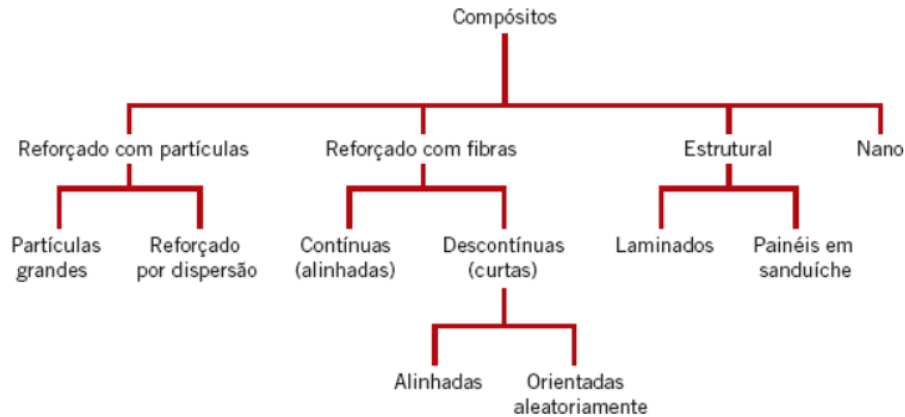 Compósitos
Reforçado com partículas
Reforçado com fibras
Estrutural
Nano
Partículas
grandes
Reforçado
por dispersão
Contínuas
(alinhadas)
Descontínuas
(curtas)
Laminados
Painéis em
sanduíche
Alinhadas
Orientadas
aleatoriamente